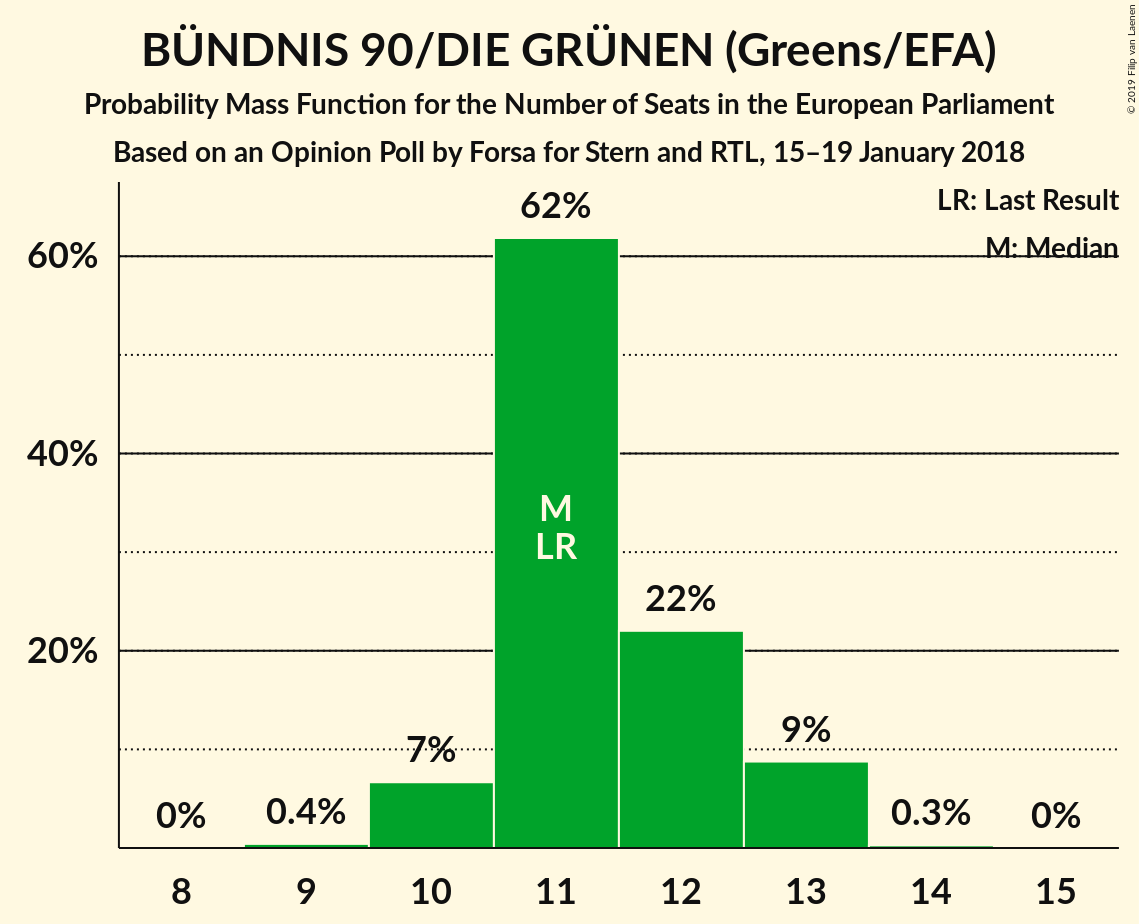 BÜNDNIS 90/DIE GRÜNEN (Greens/EFA)
Probability Mass Function for the Number of Seats in the European Parliament
Based on an Opinion Poll by Forsa for Stern and RTL, 15–19 January 2018
© 2019 Filip van Laenen
LR: Last Result
M: Median
60%
40%
20%
0%
0.4%
7%
62%
M
LR
22%
9%
0.3%
0%
8
9
10
11
12
13
14
15